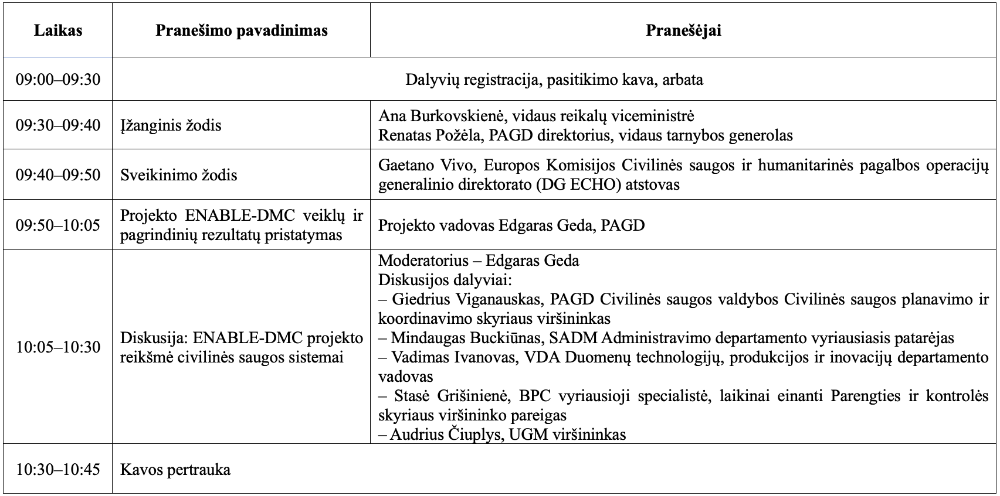 Laikas Pranešimo pavadinimas Pranešėjai
09:00–09:30 Dalyvių registracija, pasitikimo kava, arbata
09:30–09:40 Įžanginis žodis
Ana Burkovskienė, vidaus reikalų viceministrė
Renatas Požėla, PAGD direktorius, vidaus tarnybos generolas
09:40–09:50 Sveikinimo žodis
Gaetano Vivo, Europos Komisijos Civilinės saugos ir humanitarinės pagalbos operacijų
generalinio direktorato (DG ECHO) atstovas
09:50–10:05
Projekto ENABLE-DMC veiklų ir
pagrindinių rezultatų pristatymas
Projekto vadovas Edgaras Geda, PAGD
10:05–10:30
Diskusija: ENABLE-DMC projekto
reikšmė civilinės saugos sistemai
Moderatorius – Edgaras Geda
Diskusijos dalyviai:
– Giedrius Viganauskas, PAGD Civilinės saugos valdybos Civilinės saugos planavimo ir
koordinavimo skyriaus viršininkas
– Mindaugas Buckiūnas, SADM Administravimo departamento vyriausiasis patarėjas
– Vadimas Ivanovas, VDA Duomenų technologijų, produkcijos ir inovacijų departamento
vadovas
– Stasė Grišinienė, BPC vyriausioji specialistė, laikinai einanti Parengties ir kontrolės
skyriaus viršininko pareigas
– Audrius Čiuplys, UGM viršininkas
10:30–10:45 Kavos pertrauka